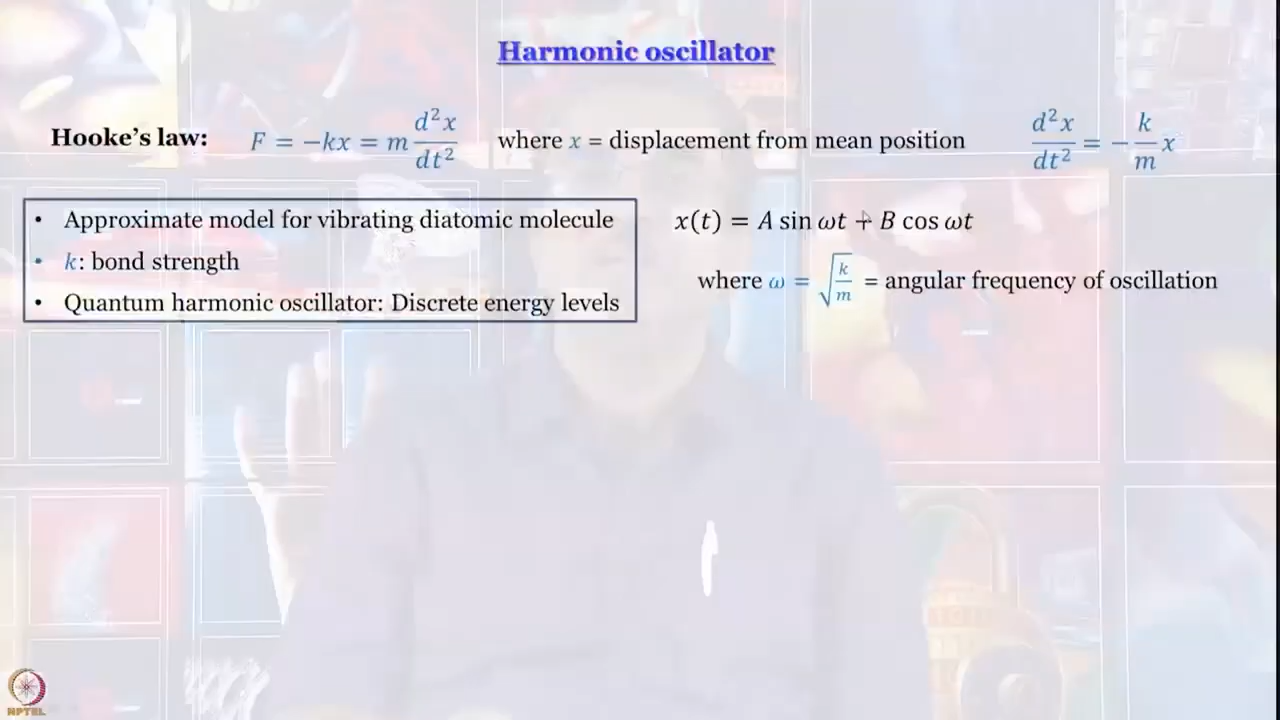 Harmonic oscillator
Hooke's law: F = −kx = m d²x/dt² where x = displacement from mean position d²x/dt² = − k/m x
• Approximate model for vibrating diatomic molecule
• k: bond strength
• Quantum harmonic oscillator: Discrete energy levels
x(t) = A sin ωt + B cos ωt
where ω = √(k/m) = angular frequency of oscillation
NPTEL